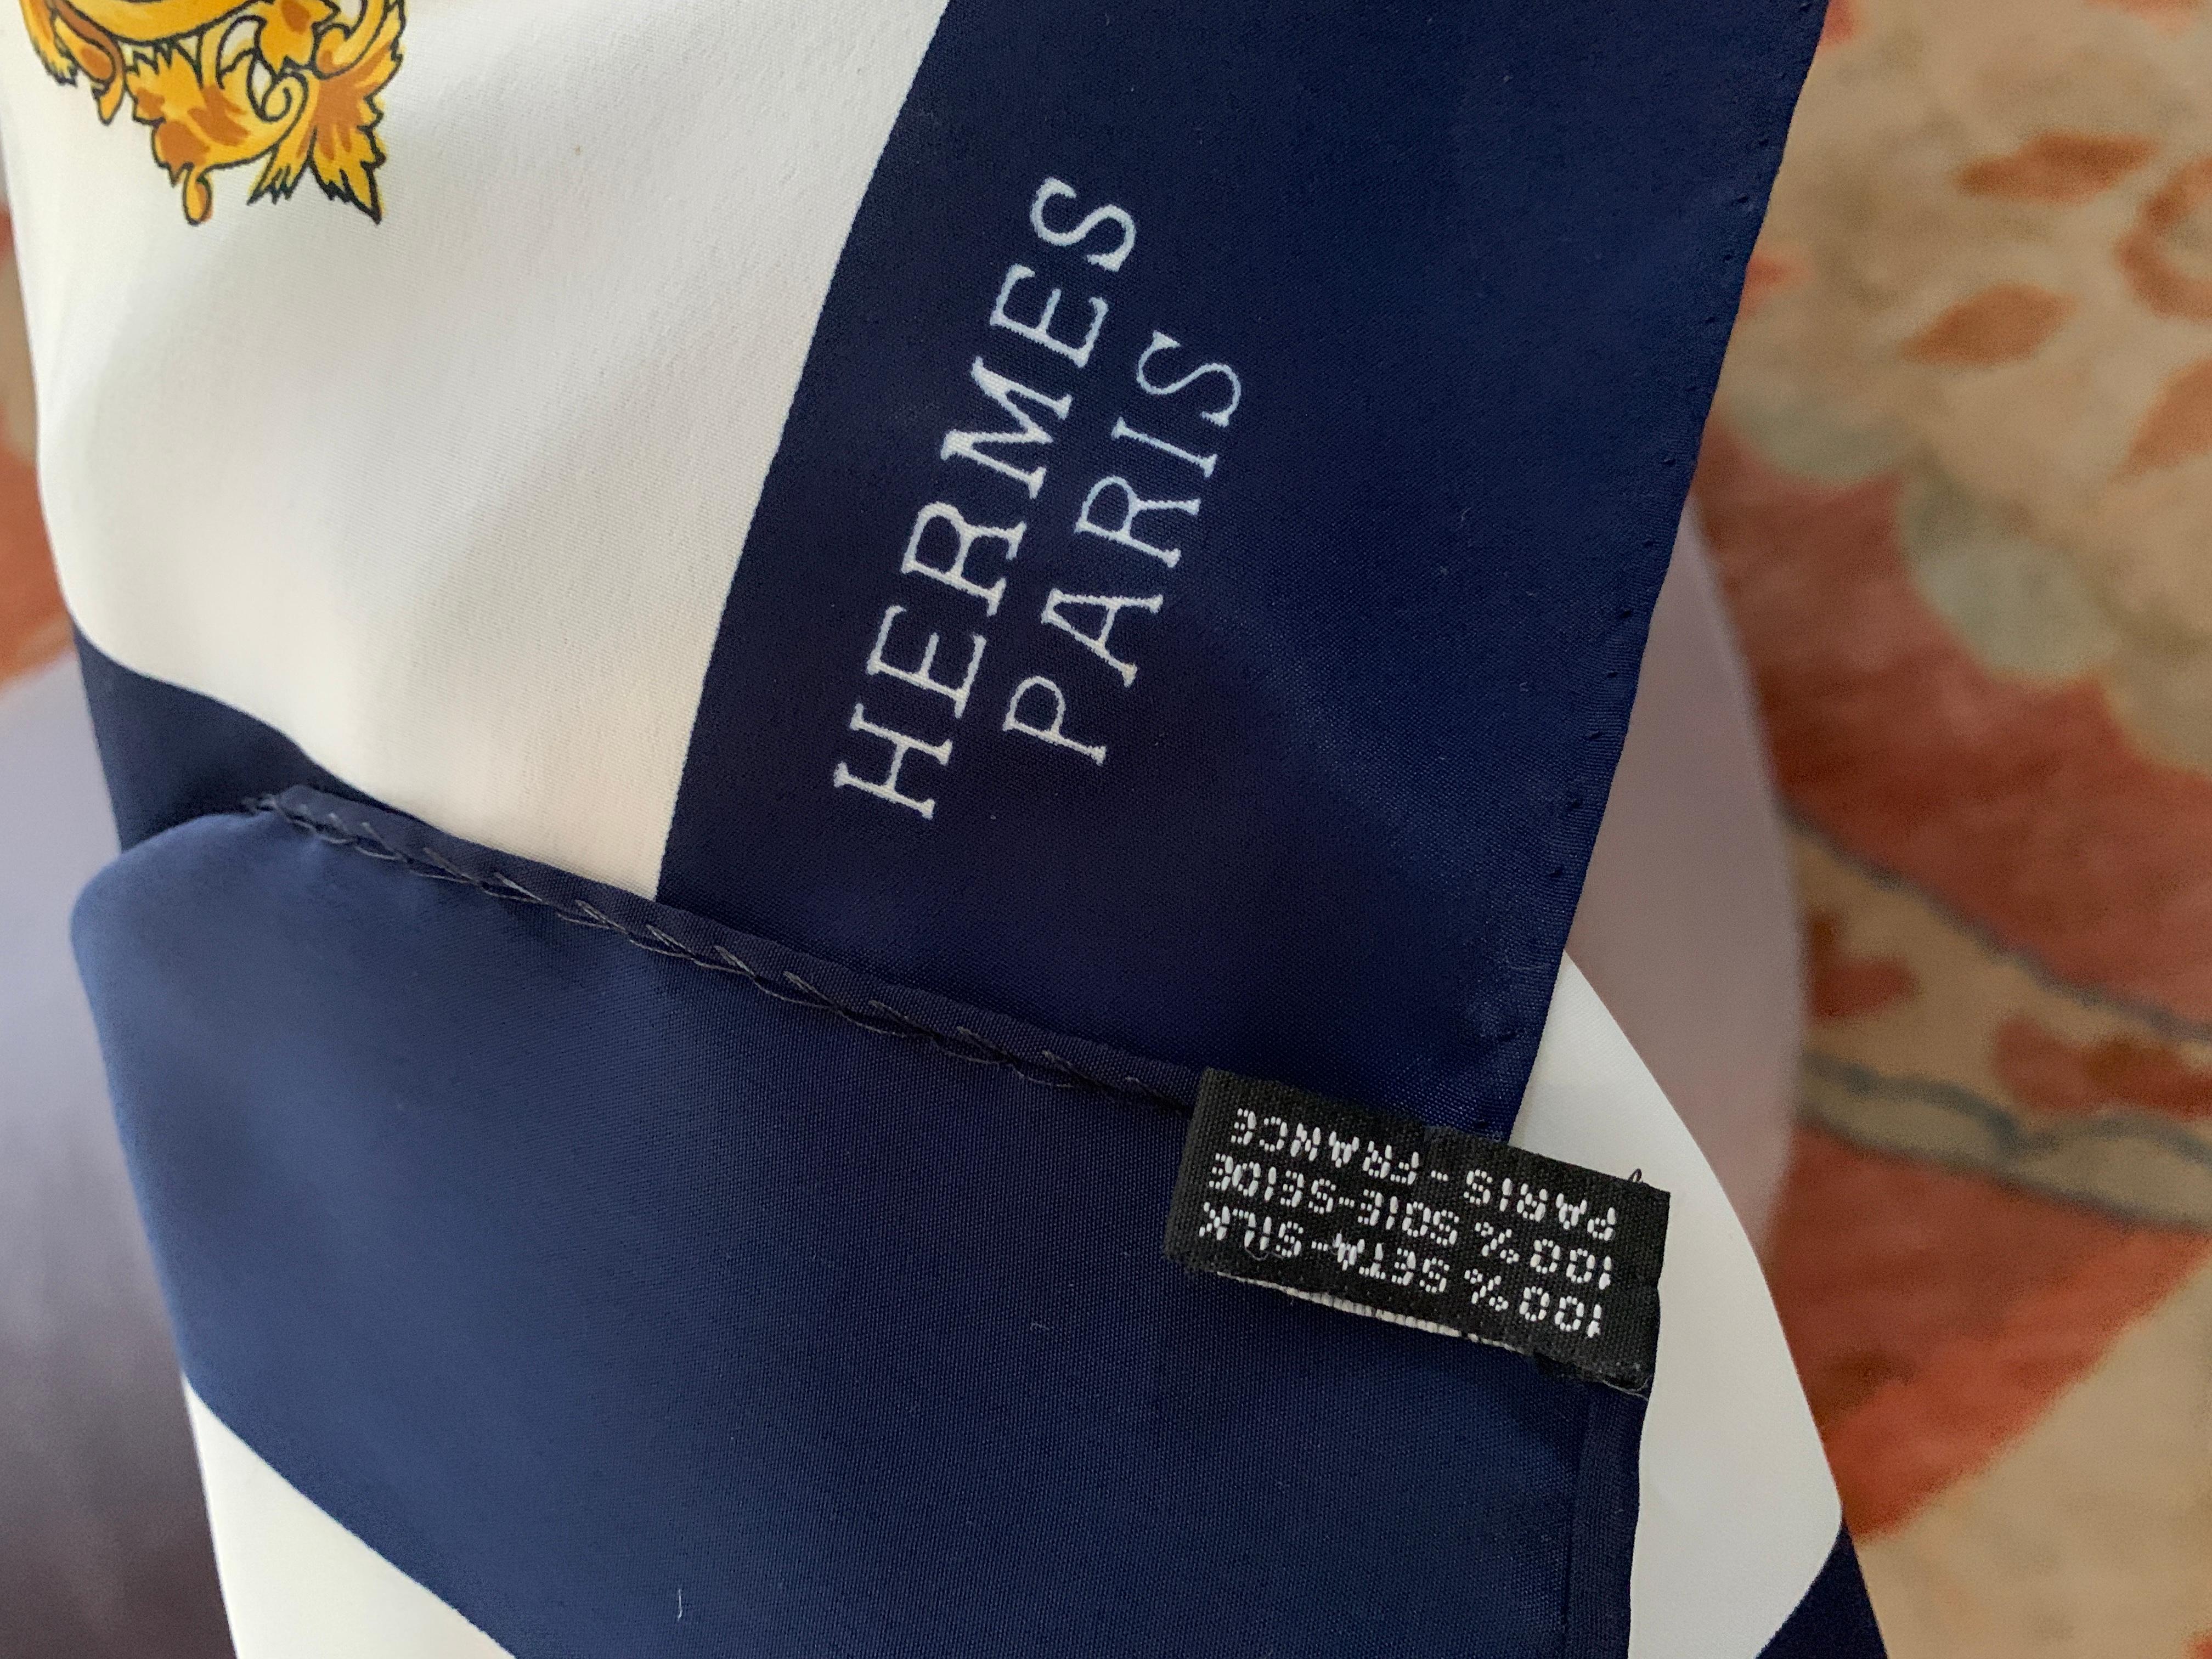 HERMES
PARIS
PARIS-FRANCE
100% SOIE-SEIDE
100% SETA-SILK